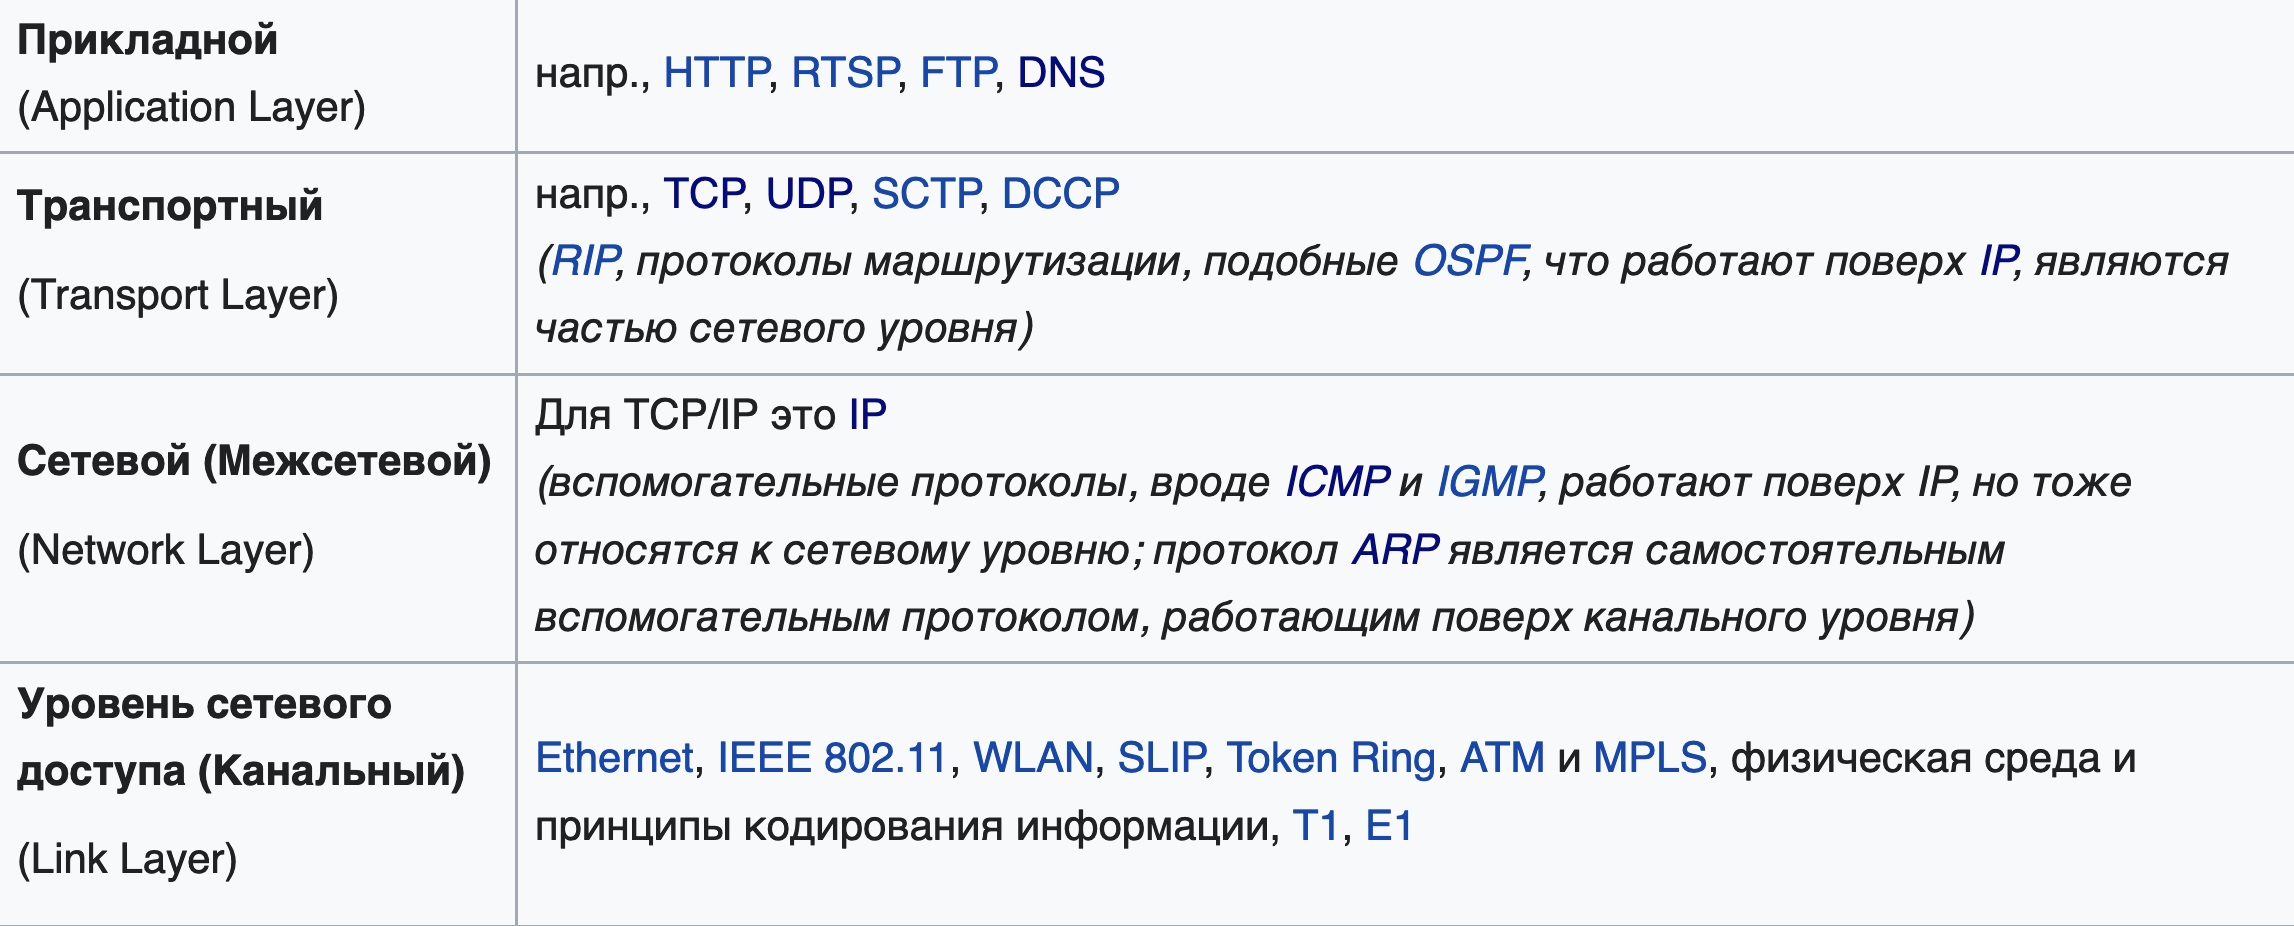 Прикладной
(Application Layer)
напр., HTTP, RTSP, FTP, DNS
Транспортный
(Transport Layer)
напр., TCP, UDP, SCTP, DCCP
(RIP, протоколы маршрутизации, подобные OSPF, что работают поверх IP, являются
частью сетевого уровня)
Сетевой (Межсетевой)
(Network Layer)
Для TCP/IP это IP
(вспомогательные протоколы, вроде ICMP и IGMP, работают поверх IP, но тоже
относятся к сетевому уровню; протокол ARP является самостоятельным
вспомогательным протоколом, работающим поверх канального уровня)
Уровень сетевого
доступа (Канальный)
(Link Layer)
Ethernet, IEEE 802.11, WLAN, SLIP, Token Ring, ATM и MPLS, физическая среда и
принципы кодирования информации, T1, E1